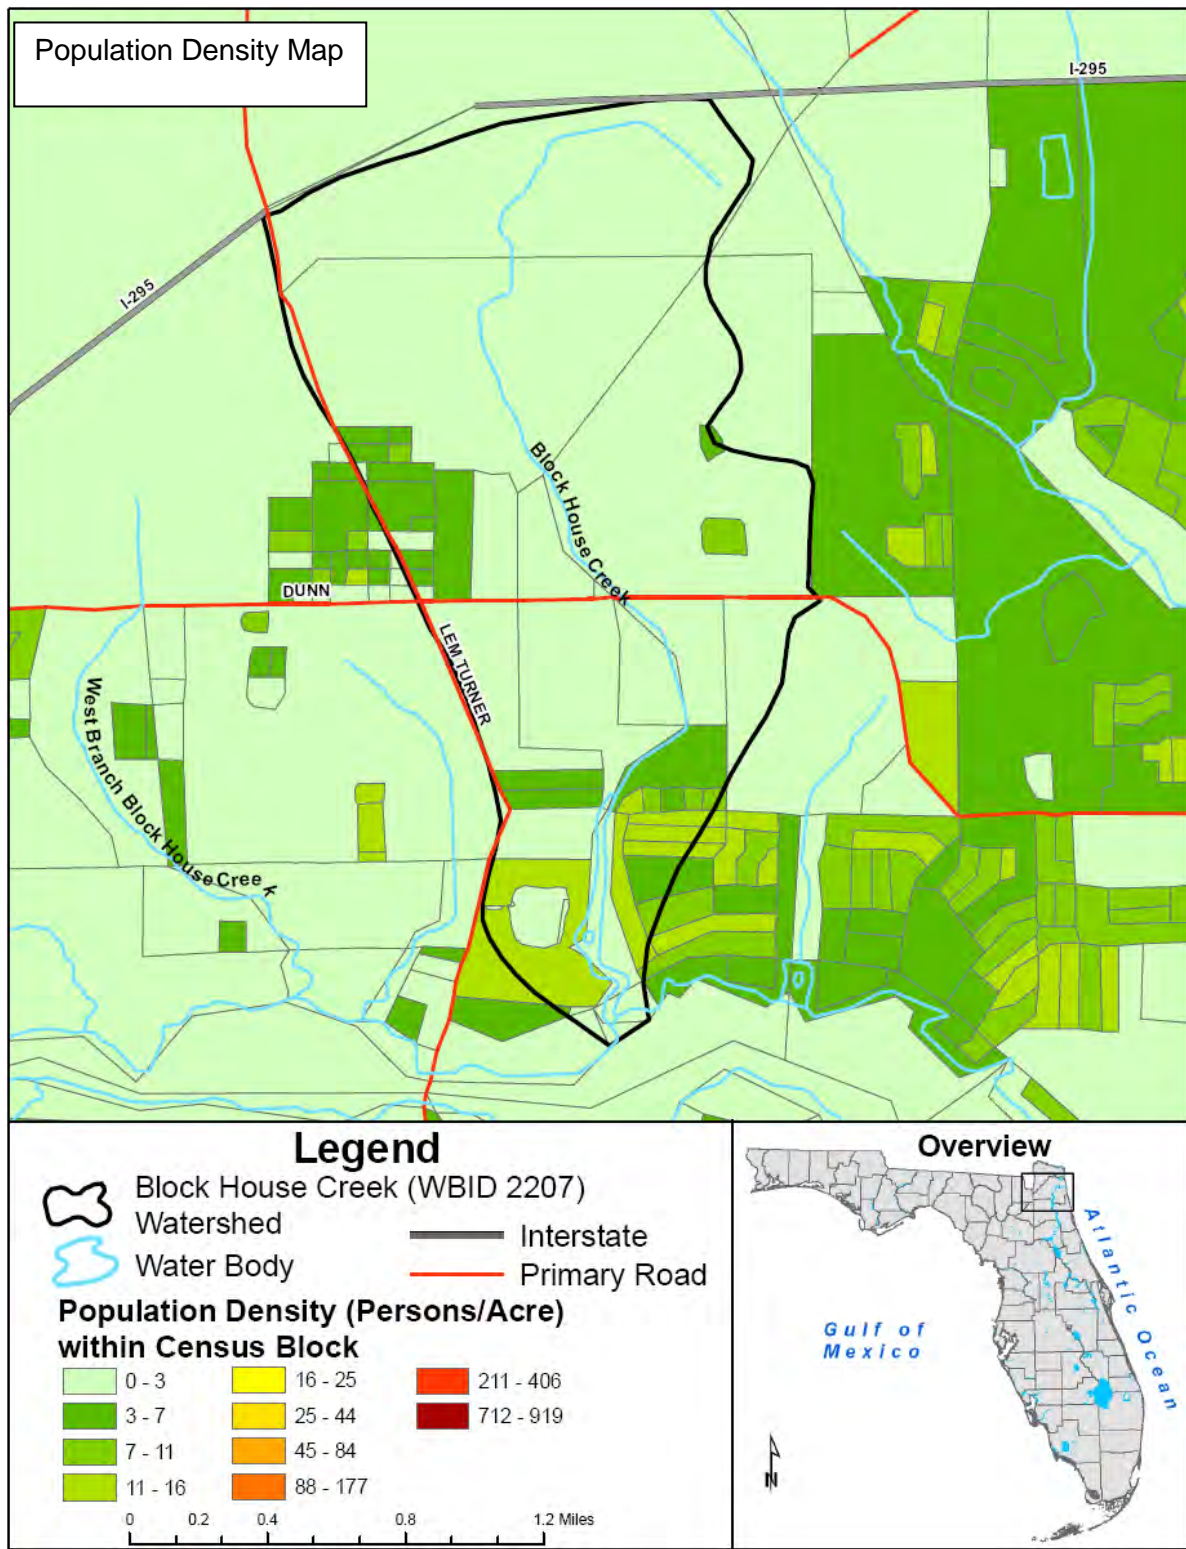 Population Density Map
I-295
I-295
Block House Creek
DUNN
LEM TURNER
West Branch Block House Creek
Legend
Block House Creek (WBID 2207)
Watershed
Water Body
Interstate
Primary Road
Population Density (Persons/Acre)
within Census Block
0 - 3
3 - 7
7 - 11
11 - 16
16 - 25
25 - 44
45 - 84
88 - 177
211 - 406
712 - 919
0 0.2 0.4 0.8 1.2 Miles
Overview
Atlantic Ocean
Gulf of
Mexico
N